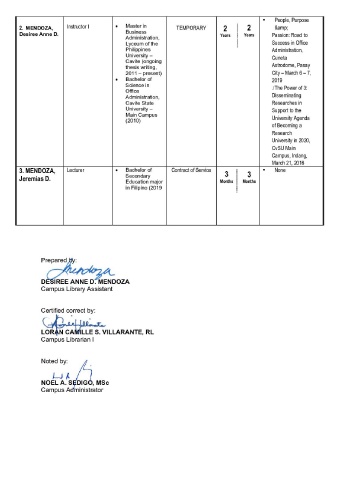 2. MENDOZA,
Desiree Anne D.
Instructor I
• Master in
Business
Administration,
Lyceum of the
Philippines
University –
Cavite (ongoing
thesis writing,
2011 – present)
• Bachelor of
Science in
Office
Administration,
Cavite State
University –
Main Campus
(2010)
TEMPORARY
2
Years
2
Years
• People, Purpose
&amp;
Passion: Road to
Success in Office
Administration,
Cuneta
Astrodome, Pasay
City – March 6 – 7,
2019
:The Power of 3:
Disseminating
Researches in
Support to the
University Agenda
of Becoming a
Research
University in 2020,
CvSU Main
Campus, Indang,
March 21, 2016
3. MENDOZA,
Jeremias D.
Lecturer
• Bachelor of
Secondary
Education major
in Filipino (2019
Contract of Service
3
Months
3
Months
• None
Prepared by:
DESIREE ANNE D. MENDOZA
Campus Library Assistant
Certified correct by:
LORAN CAMILLE S. VILLARANTE, RL
Campus Librarian I
Noted by:
NOEL A. SEDIGO, MSc
Campus Administrator